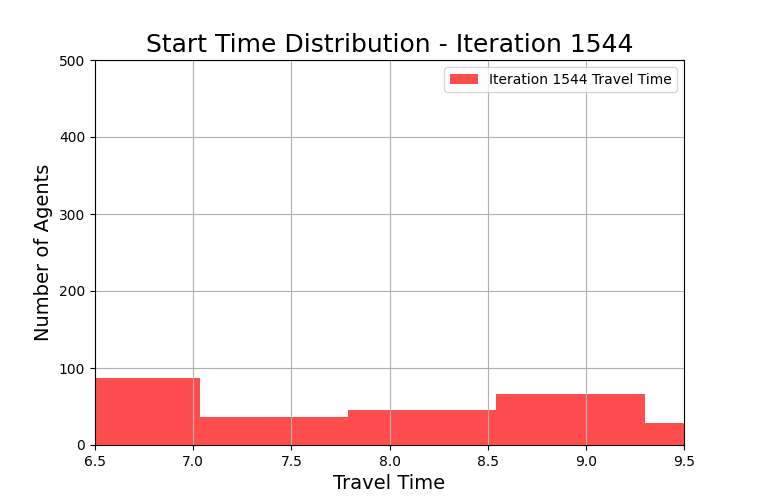 Start Time Distribution - Iteration 1544
Iteration 1544 Travel Time
Number of Agents
500
400
300
200
100
0
6.5 7.0 7.5 8.0 8.5 9.0 9.5
Travel Time